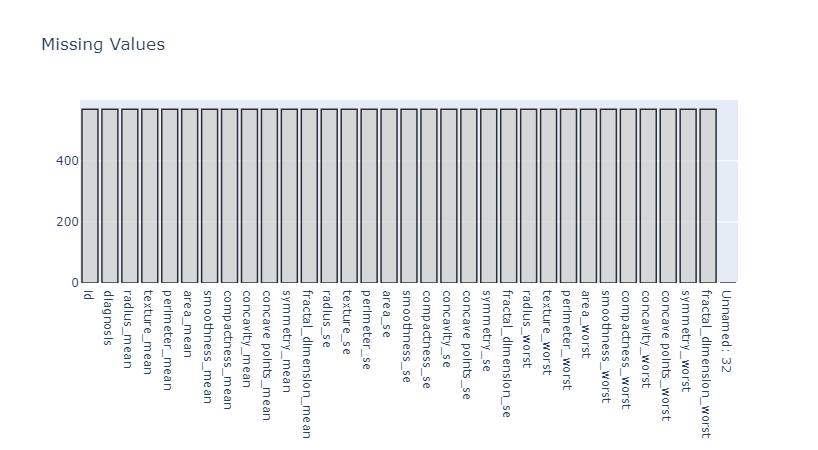 Missing Values
400
200
0
id
diagnosis
radius_mean
texture_mean
perimeter_mean
area_mean
smoothness_mean
compactness_mean
concavity_mean
concave points_mean
symmetry_mean
fractal_dimension_mean
radius_se
texture_se
perimeter_se
area_se
smoothness_se
compactness_se
concavity_se
concave points_se
symmetry_se
fractal_dimension_se
radius_worst
texture_worst
perimeter_worst
area_worst
smoothness_worst
compactness_worst
concavity_worst
concave points_worst
symmetry_worst
fractal_dimension_worst
Unnamed: 32